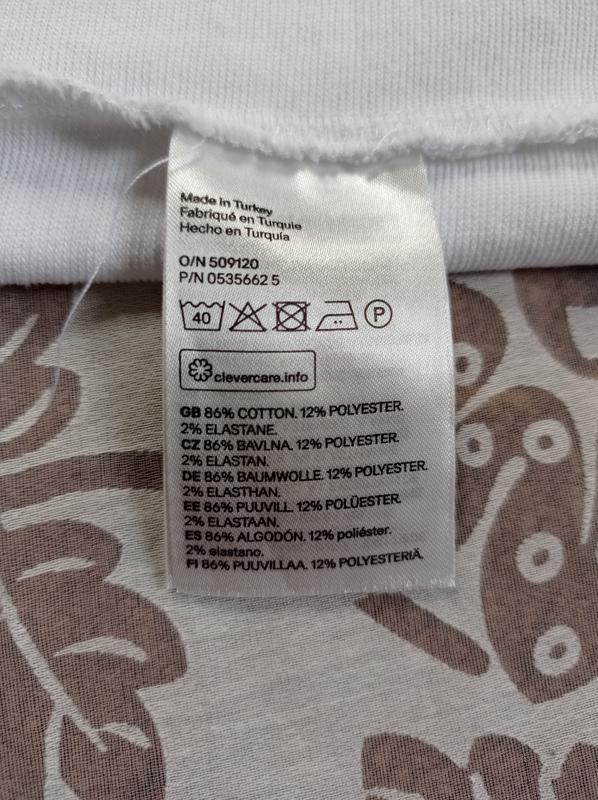 Made in Turkey
Fabriqué en Turquie
Hecho en Turquía
O/N 509120
P/N 0535662 5
40 P
clevercare.info
GB 86% COTTON. 12% POLYESTER.
2% ELASTANE.
CZ 86% BAVLNA. 12% POLYESTER.
2% ELASTAN.
DE 86% BAUMWOLLE. 12% POLYESTER.
2% ELASTHAN.
EE 86% PUUVILL. 12% POLÜESTER.
2% ELASTAAN.
ES 86% ALGODÓN. 12% poliéster.
2% elastano.
FI 86% PUUVILLAA. 12% POLYESTERIÄ.